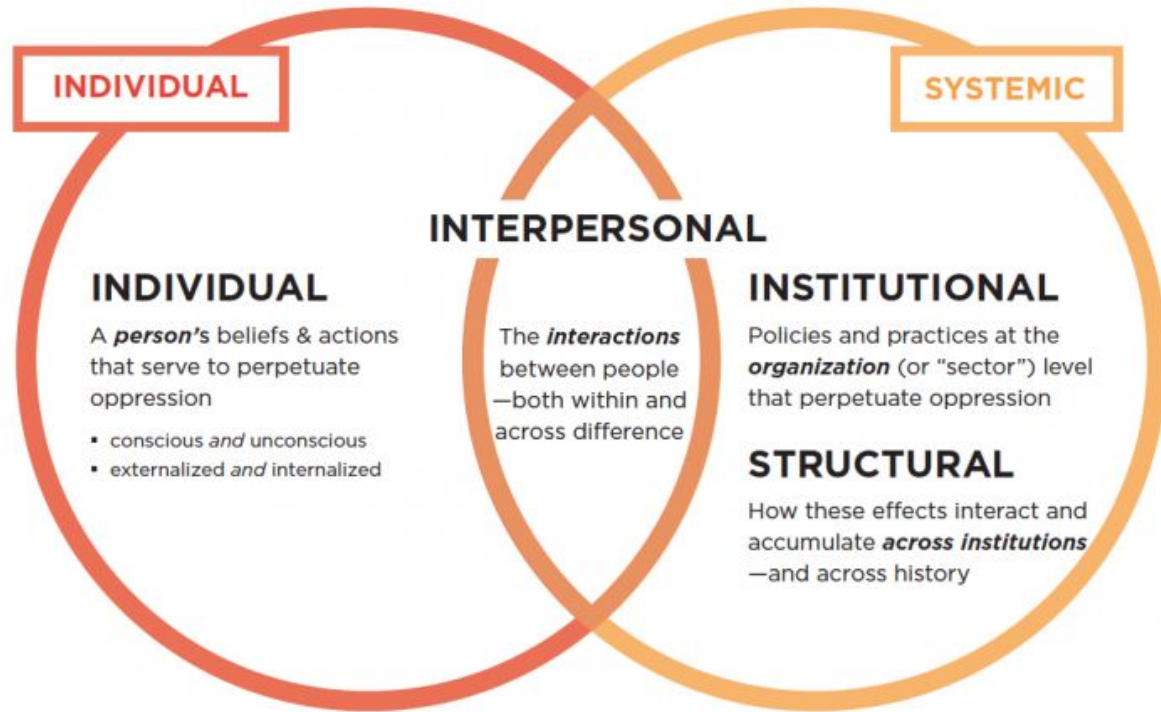 INDIVIDUAL
SYSTEMIC
INTERPERSONAL
INDIVIDUAL
A person's beliefs & actions
that serve to perpetuate
oppression
▪ conscious and unconscious
▪ externalized and internalized
The interactions
between people
—both within and
across difference
INSTITUTIONAL
Policies and practices at the
organization (or “sector”) level
that perpetuate oppression
STRUCTURAL
How these effects interact and
accumulate across institutions
—and across history